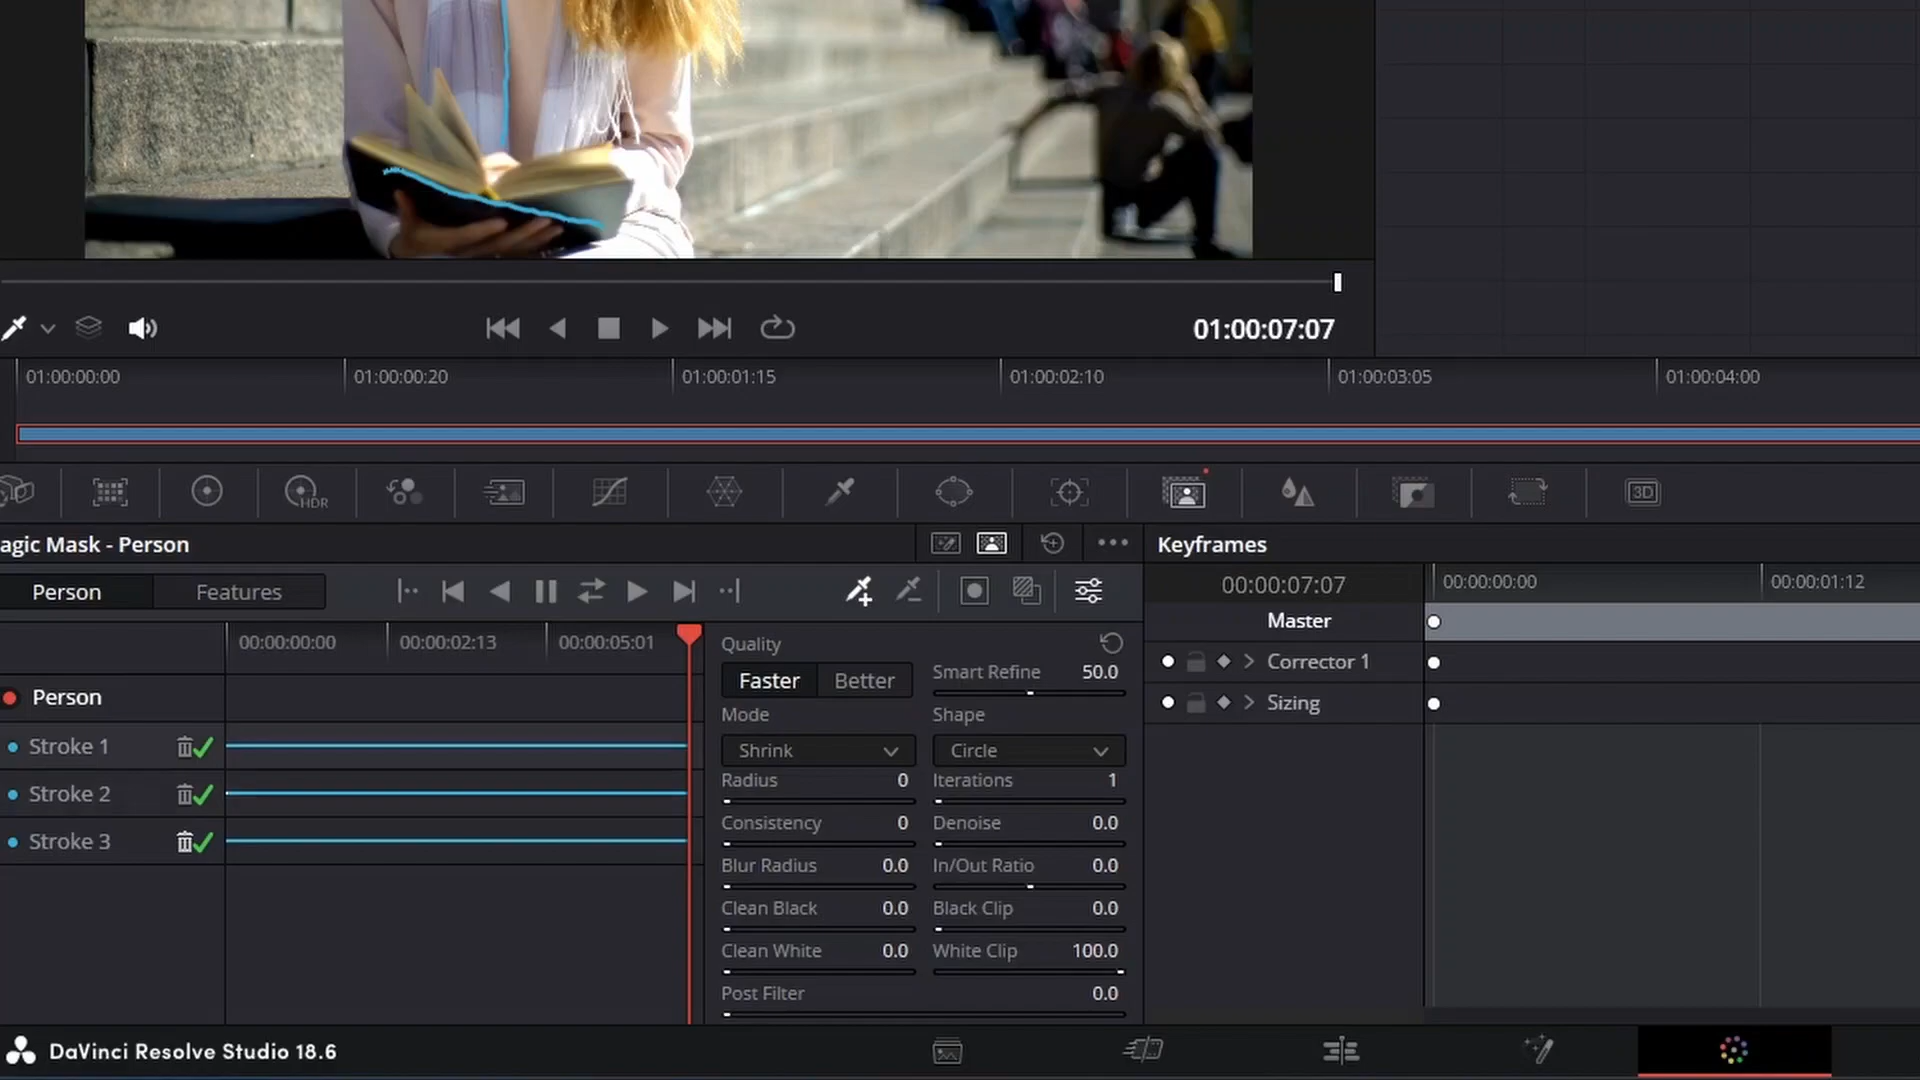 01:00:07:07
01:00:00:00 01:00:00:20 01:00:01:15 01:00:02:10 01:00:03:05 01:00:04:00
HDR
3D
agic Mask - Person
Keyframes
Person Features
00:00:07:07 00:00:00:00 00:00:01:12
Master
00:00:00:00 00:00:02:13 00:00:05:01
Quality
Faster Better
Smart Refine 50.0
Corrector 1
Person
Sizing
Mode Shape
Stroke 1
Shrink Circle
Radius 0 Iterations 1
Stroke 2
Consistency 0 Denoise 0.0
Stroke 3
Blur Radius 0.0 In/Out Ratio 0.0
Clean Black 0.0 Black Clip 0.0
Clean White 0.0 White Clip 100.0
Post Filter 0.0
DaVinci Resolve Studio 18.6